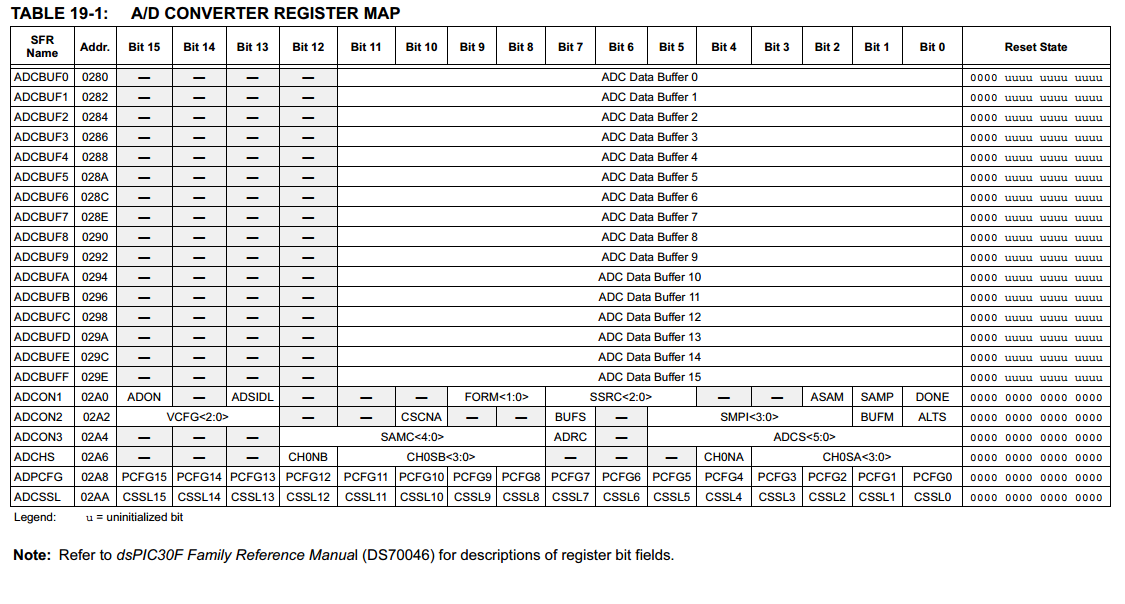 TABLE 19-1: A/D CONVERTER REGISTER MAP
SFR Name Addr. Bit 15 Bit 14 Bit 13 Bit 12 Bit 11 Bit 10 Bit 9 Bit 8 Bit 7 Bit 6 Bit 5 Bit 4 Bit 3 Bit 2 Bit 1 Bit 0 Reset State
ADCBUF0 0280 — — — — ADC Data Buffer 0 0000 uuuu uuuu uuuu
ADCBUF1 0282 — — — — ADC Data Buffer 1 0000 uuuu uuuu uuuu
ADCBUF2 0284 — — — — ADC Data Buffer 2 0000 uuuu uuuu uuuu
ADCBUF3 0286 — — — — ADC Data Buffer 3 0000 uuuu uuuu uuuu
ADCBUF4 0288 — — — — ADC Data Buffer 4 0000 uuuu uuuu uuuu
ADCBUF5 028A — — — — ADC Data Buffer 5 0000 uuuu uuuu uuuu
ADCBUF6 028C — — — — ADC Data Buffer 6 0000 uuuu uuuu uuuu
ADCBUF7 028E — — — — ADC Data Buffer 7 0000 uuuu uuuu uuuu
ADCBUF8 0290 — — — — ADC Data Buffer 8 0000 uuuu uuuu uuuu
ADCBUF9 0292 — — — — ADC Data Buffer 9 0000 uuuu uuuu uuuu
ADCBUFA 0294 — — — — ADC Data Buffer 10 0000 uuuu uuuu uuuu
ADCBUFB 0296 — — — — ADC Data Buffer 11 0000 uuuu uuuu uuuu
ADCBUFC 0298 — — — — ADC Data Buffer 12 0000 uuuu uuuu uuuu
ADCBUFD 029A — — — — ADC Data Buffer 13 0000 uuuu uuuu uuuu
ADCBUFE 029C — — — — ADC Data Buffer 14 0000 uuuu uuuu uuuu
ADCBUFF 029E — — — — ADC Data Buffer 15 0000 uuuu uuuu uuuu
ADCON1 02A0 ADON — ADSIDL — — — FORM<1:0> SSRC<2:0> — — ASAM SAMP DONE 0000 0000 0000 0000
ADCON2 02A2 VCFG<2:0> — — CSCNA — — BUFS — SMPI<3:0> BUFM ALTS 0000 0000 0000 0000
ADCON3 02A4 — — — SAMC<4:0> ADRC — ADCS<5:0> 0000 0000 0000 0000
ADCHS 02A6 — — — CH0NB CH0SB<3:0> — — — CH0NA CH0SA<3:0> 0000 0000 0000 0000
ADPCFG 02A8 PCFG15 PCFG14 PCFG13 PCFG12 PCFG11 PCFG10 PCFG9 PCFG8 PCFG7 PCFG6 PCFG5 PCFG4 PCFG3 PCFG2 PCFG1 PCFG0 0000 0000 0000 0000
ADCSSL 02AA CSSL15 CSSL14 CSSL13 CSSL12 CSSL11 CSSL10 CSSL9 CSSL8 CSSL7 CSSL6 CSSL5 CSSL4 CSSL3 CSSL2 CSSL1 CSSL0 0000 0000 0000 0000
Legend: u = uninitialized bit
Note: Refer to dsPIC30F Family Reference Manual (DS70046) for descriptions of register bit fields.